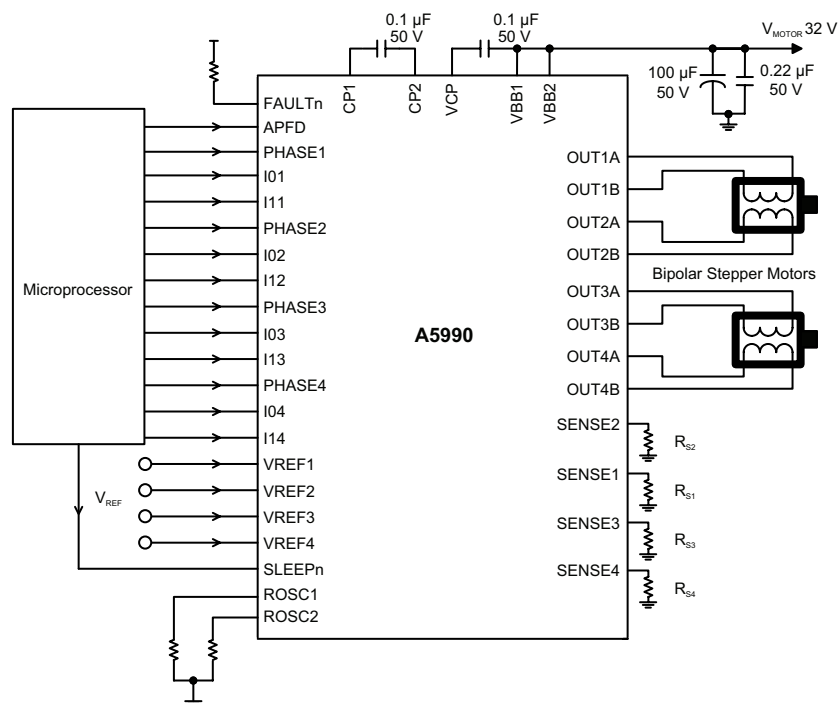 0.1 µF
50 V
0.1 µF
50 V
VMOTOR 32 V
100 µF
50 V
0.22 µF
50 V
CP1
CP2
VCP
VBB1
VBB2
FAULTn
APFD
PHASE1
I01
I11
PHASE2
I02
I12
PHASE3
I03
I13
PHASE4
I04
I14
VREF1
VREF2
VREF3
VREF4
SLEEPn
ROSC1
ROSC2
Microprocessor
VREF
A5990
OUT1A
OUT1B
OUT2A
OUT2B
Bipolar Stepper Motors
OUT3A
OUT3B
OUT4A
OUT4B
SENSE2
RS2
SENSE1
RS1
SENSE3
RS3
SENSE4
RS4